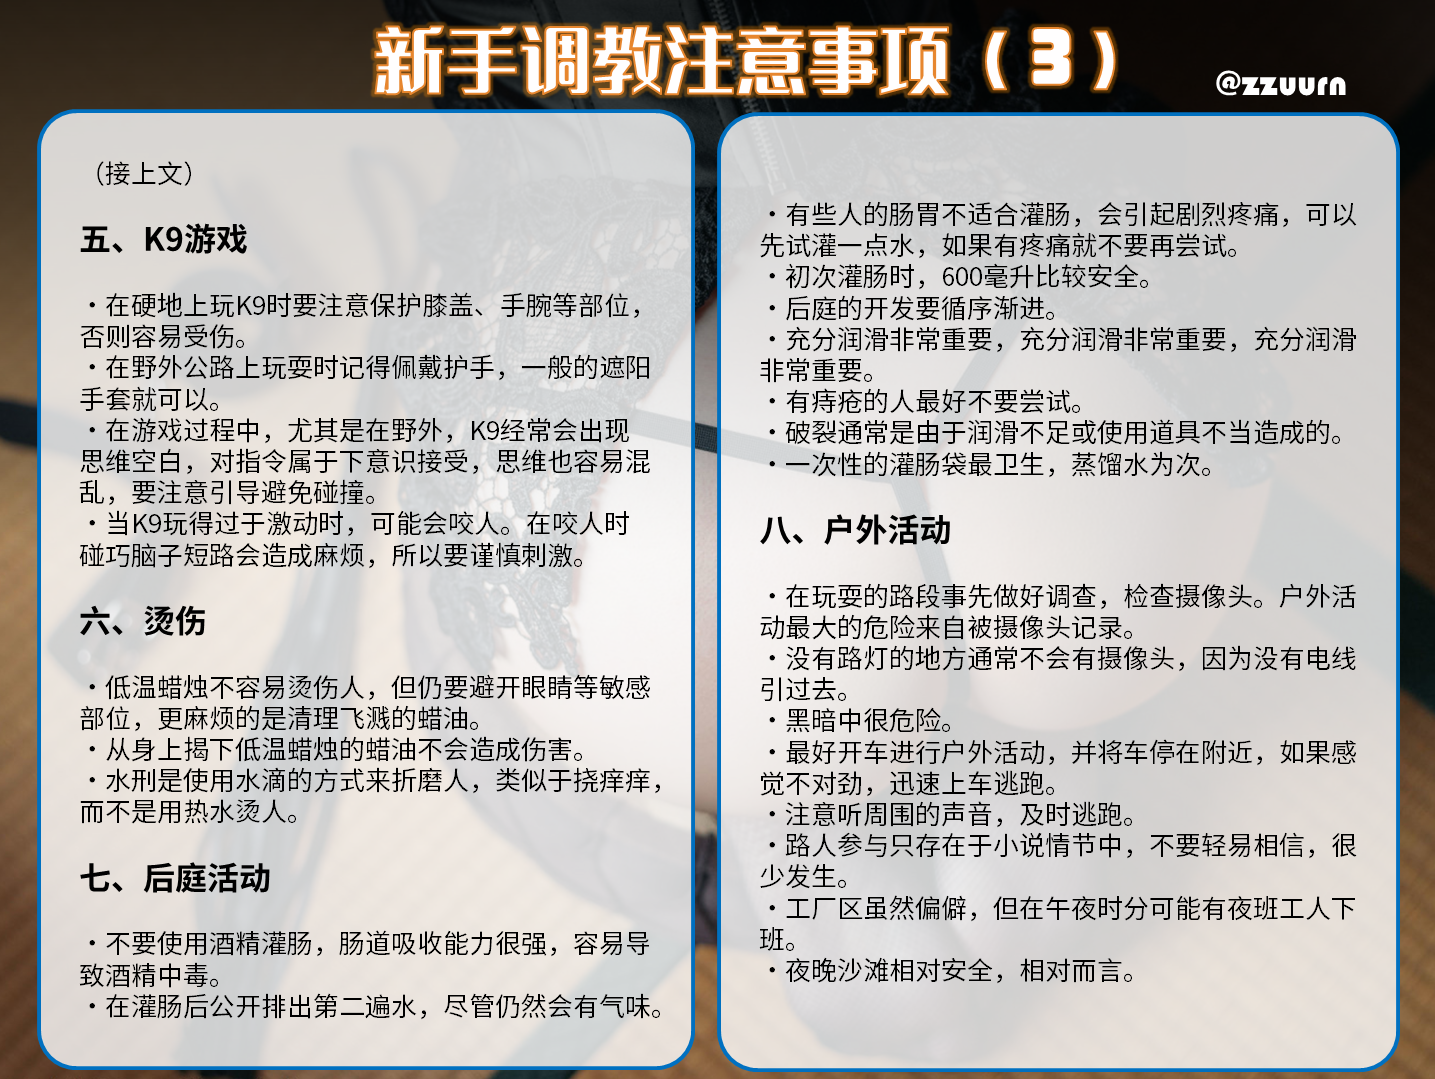 新手调教注意事项（3）
@zzuurn
（接上文）
五、K9游戏
・在硬地上玩K9时要注意保护膝盖、手腕等部位，
否则容易受伤。
・在野外公路上玩耍时记得佩戴护手，一般的遮阳
手套就可以。
・在游戏过程中，尤其是在野外，K9经常会出现
思维空白，对指令属于下意识接受，思维也容易混
乱，要注意引导避免碰撞。
・当K9玩得过于激动时，可能会咬人。在咬人时
碰巧脑子短路会造成麻烦，所以要谨慎刺激。
六、烫伤
・低温蜡烛不容易烫伤人，但仍要避开眼睛等敏感
部位，更麻烦的是清理飞溅的蜡油。
・从身上揭下低温蜡烛的蜡油不会造成伤害。
・水刑是使用水滴的方式来折磨人，类似于挠痒痒，
而不是用热水烫人。
七、后庭活动
・不要使用酒精灌肠，肠道吸收能力很强，容易导
致酒精中毒。
・在灌肠后公开排出第二遍水，尽管仍然会有气味。
・有些人的肠胃不适合灌肠，会引起剧烈疼痛，可以
先试灌一点水，如果有疼痛就不要再尝试。
・初次灌肠时，600毫升比较安全。
・后庭的开发要循序渐进。
・充分润滑非常重要，充分润滑非常重要，充分润滑
非常重要。
・有痔疮的人最好不要尝试。
・破裂通常是由于润滑不足或使用道具不当造成的。
・一次性的灌肠袋最卫生，蒸馏水为次。
八、户外活动
・在玩耍的路段事先做好调查，检查摄像头。户外活
动最大的危险来自被摄像头记录。
・没有路灯的地方通常不会有摄像头，因为没有电线
引过去。
・黑暗中很危险。
・最好开车进行户外活动，并将车停在附近，如果感
觉不对劲，迅速上车逃跑。
・注意听周围的声音，及时逃跑。
・路人参与只存在于小说情节中，不要轻易相信，很
少发生。
・工厂区虽然偏僻，但在午夜时分可能有夜班工人下
班。
・夜晚沙滩相对安全，相对而言。